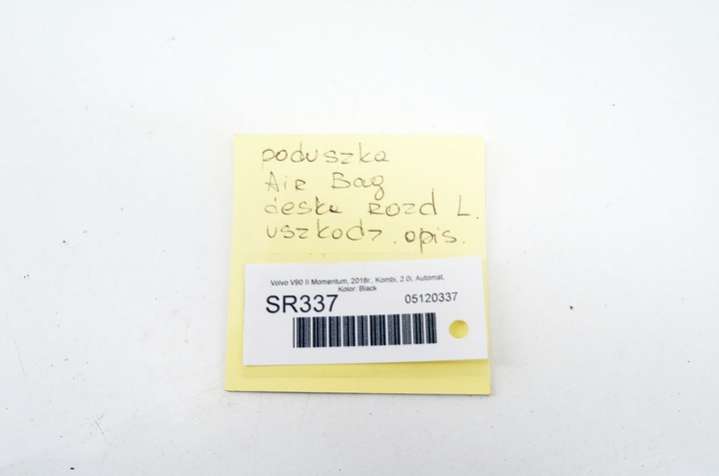 poduszka
Air Bag
deska rozd L.
uszkodz. opis.
Volvo V90 II Momentum, 2018r., Kombi, 2.0i, Automat,
Kolor: Black
SR337 05120337